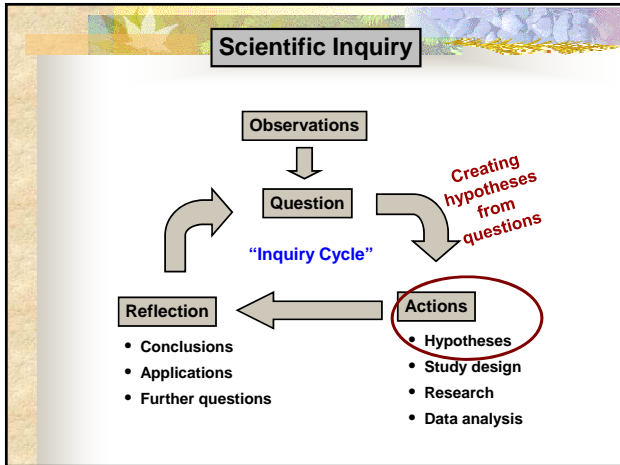 Scientific Inquiry
Observations
Question
Creating
hypotheses
from
questions
“Inquiry Cycle”
Reflection
• Conclusions
• Applications
• Further questions
Actions
• Hypotheses
• Study design
• Research
• Data analysis